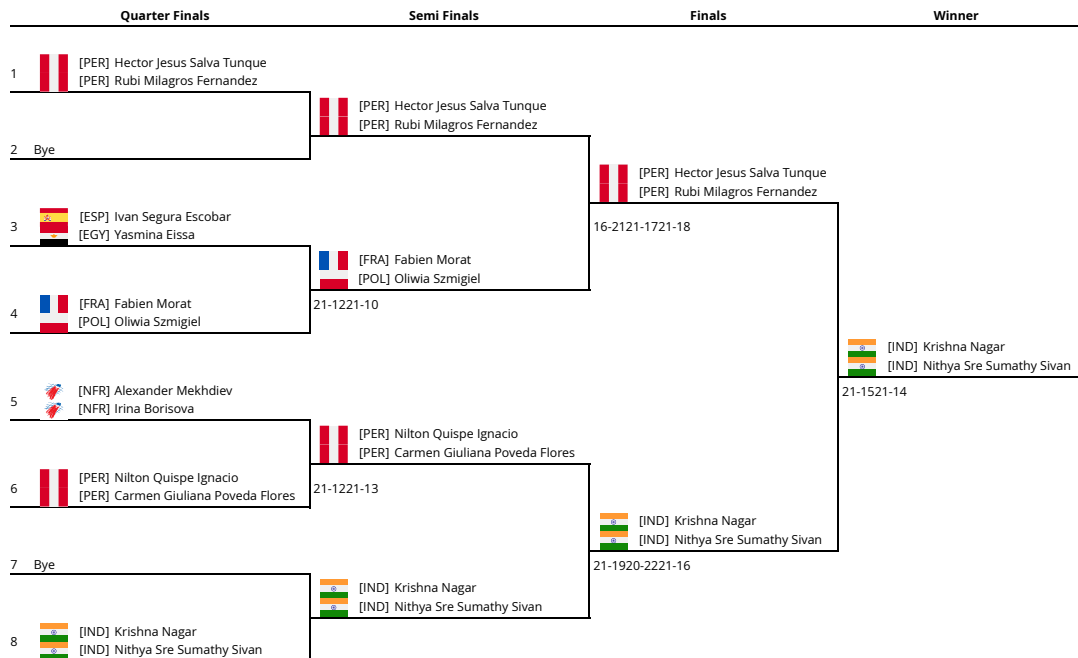 Quarter Finals
Semi Finals
Finals
Winner
1
[PER] Hector Jesus Salva Tunque
[PER] Rubi Milagros Fernandez
2 Bye
3
[ESP] Ivan Segura Escobar
[EGY] Yasmina Eissa
4
[FRA] Fabien Morat
[POL] Oliwia Szmigiel
5
[NFR] Alexander Mekhdiev
[NFR] Irina Borisova
6
[PER] Nilton Quispe Ignacio
[PER] Carmen Giuliana Poveda Flores
7 Bye
8
[IND] Krishna Nagar
[IND] Nithya Sre Sumathy Sivan
[PER] Hector Jesus Salva Tunque
[PER] Rubi Milagros Fernandez
[FRA] Fabien Morat
[POL] Oliwia Szmigiel
21-1221-10
[PER] Nilton Quispe Ignacio
[PER] Carmen Giuliana Poveda Flores
21-1221-13
[IND] Krishna Nagar
[IND] Nithya Sre Sumathy Sivan
[PER] Hector Jesus Salva Tunque
[PER] Rubi Milagros Fernandez
16-2121-1721-18
[IND] Krishna Nagar
[IND] Nithya Sre Sumathy Sivan
21-1920-2221-16
[IND] Krishna Nagar
[IND] Nithya Sre Sumathy Sivan
21-1521-14